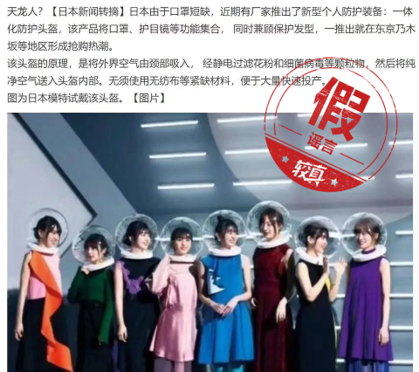 天龙人？【日本新闻转摘】日本由于口罩短缺，近期有厂家推出了新型个人防护装备：一体
化防护头盔，该产品将口罩、护目镜等功能集合， 同时兼顾保护发型，一推出就在东京乃木
坂等地区形成抢购热潮。
该头盔的原理，是将外界空气由颈部吸入， 经静电过滤花粉和细菌病毒等颗粒物，然后将纯
净空气送入头盔内部。无须使用无纺布等紧缺材料，便于大量快速投产。
图为日本模特试戴该头盔。【图片】
假
谣言
较真